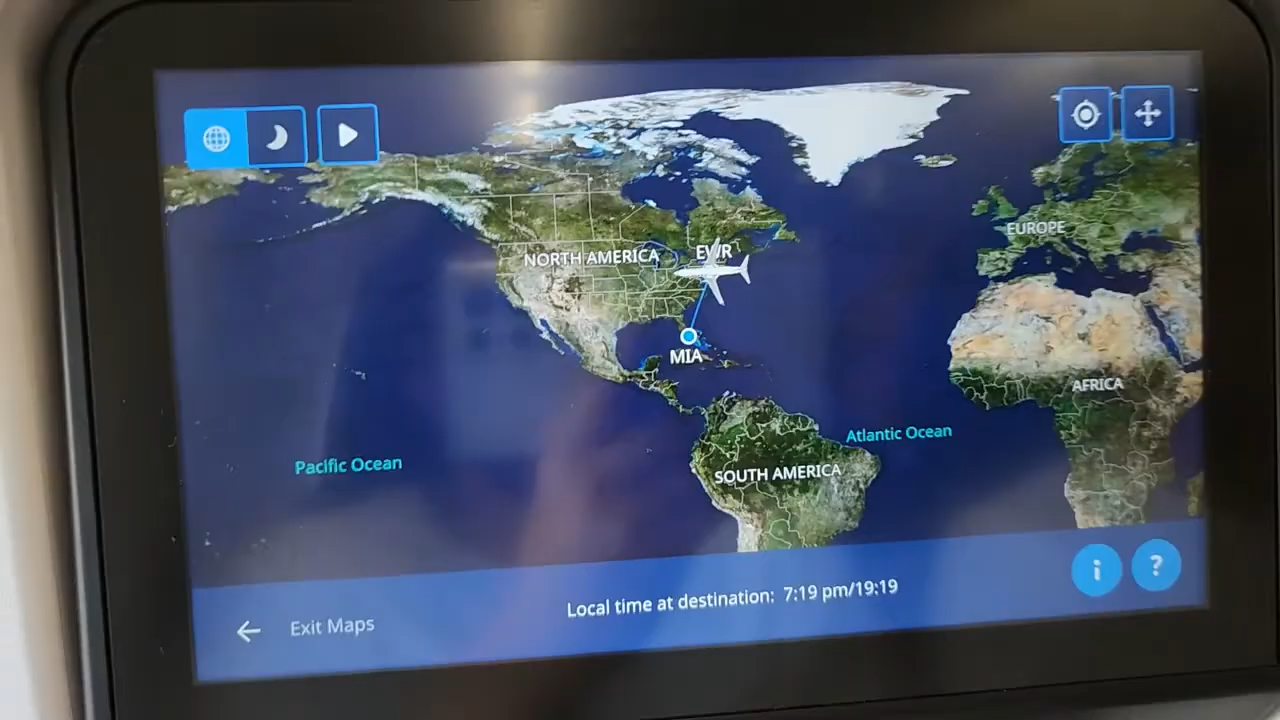 EUROPE
NORTH AMERICA
EWR
MIA
AFRICA
Atlantic Ocean
Pacific Ocean
SOUTH AMERICA
Local time at destination: 7:19 pm/19:19
i
?
← Exit Maps